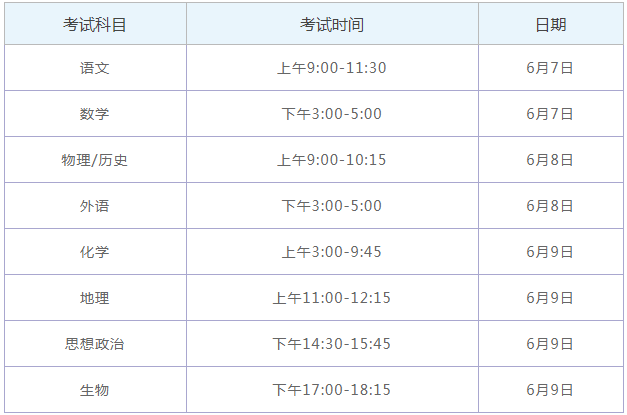 考试科目 考试时间 日期
语文 上午9:00-11:30 6月7日
数学 下午3:00-5:00 6月7日
物理/历史 上午9:00-10:15 6月8日
外语 下午3:00-5:00 6月8日
化学 上午3:00-9:45 6月9日
地理 上午11:00-12:15 6月9日
思想政治 下午14:30-15:45 6月9日
生物 下午17:00-18:15 6月9日